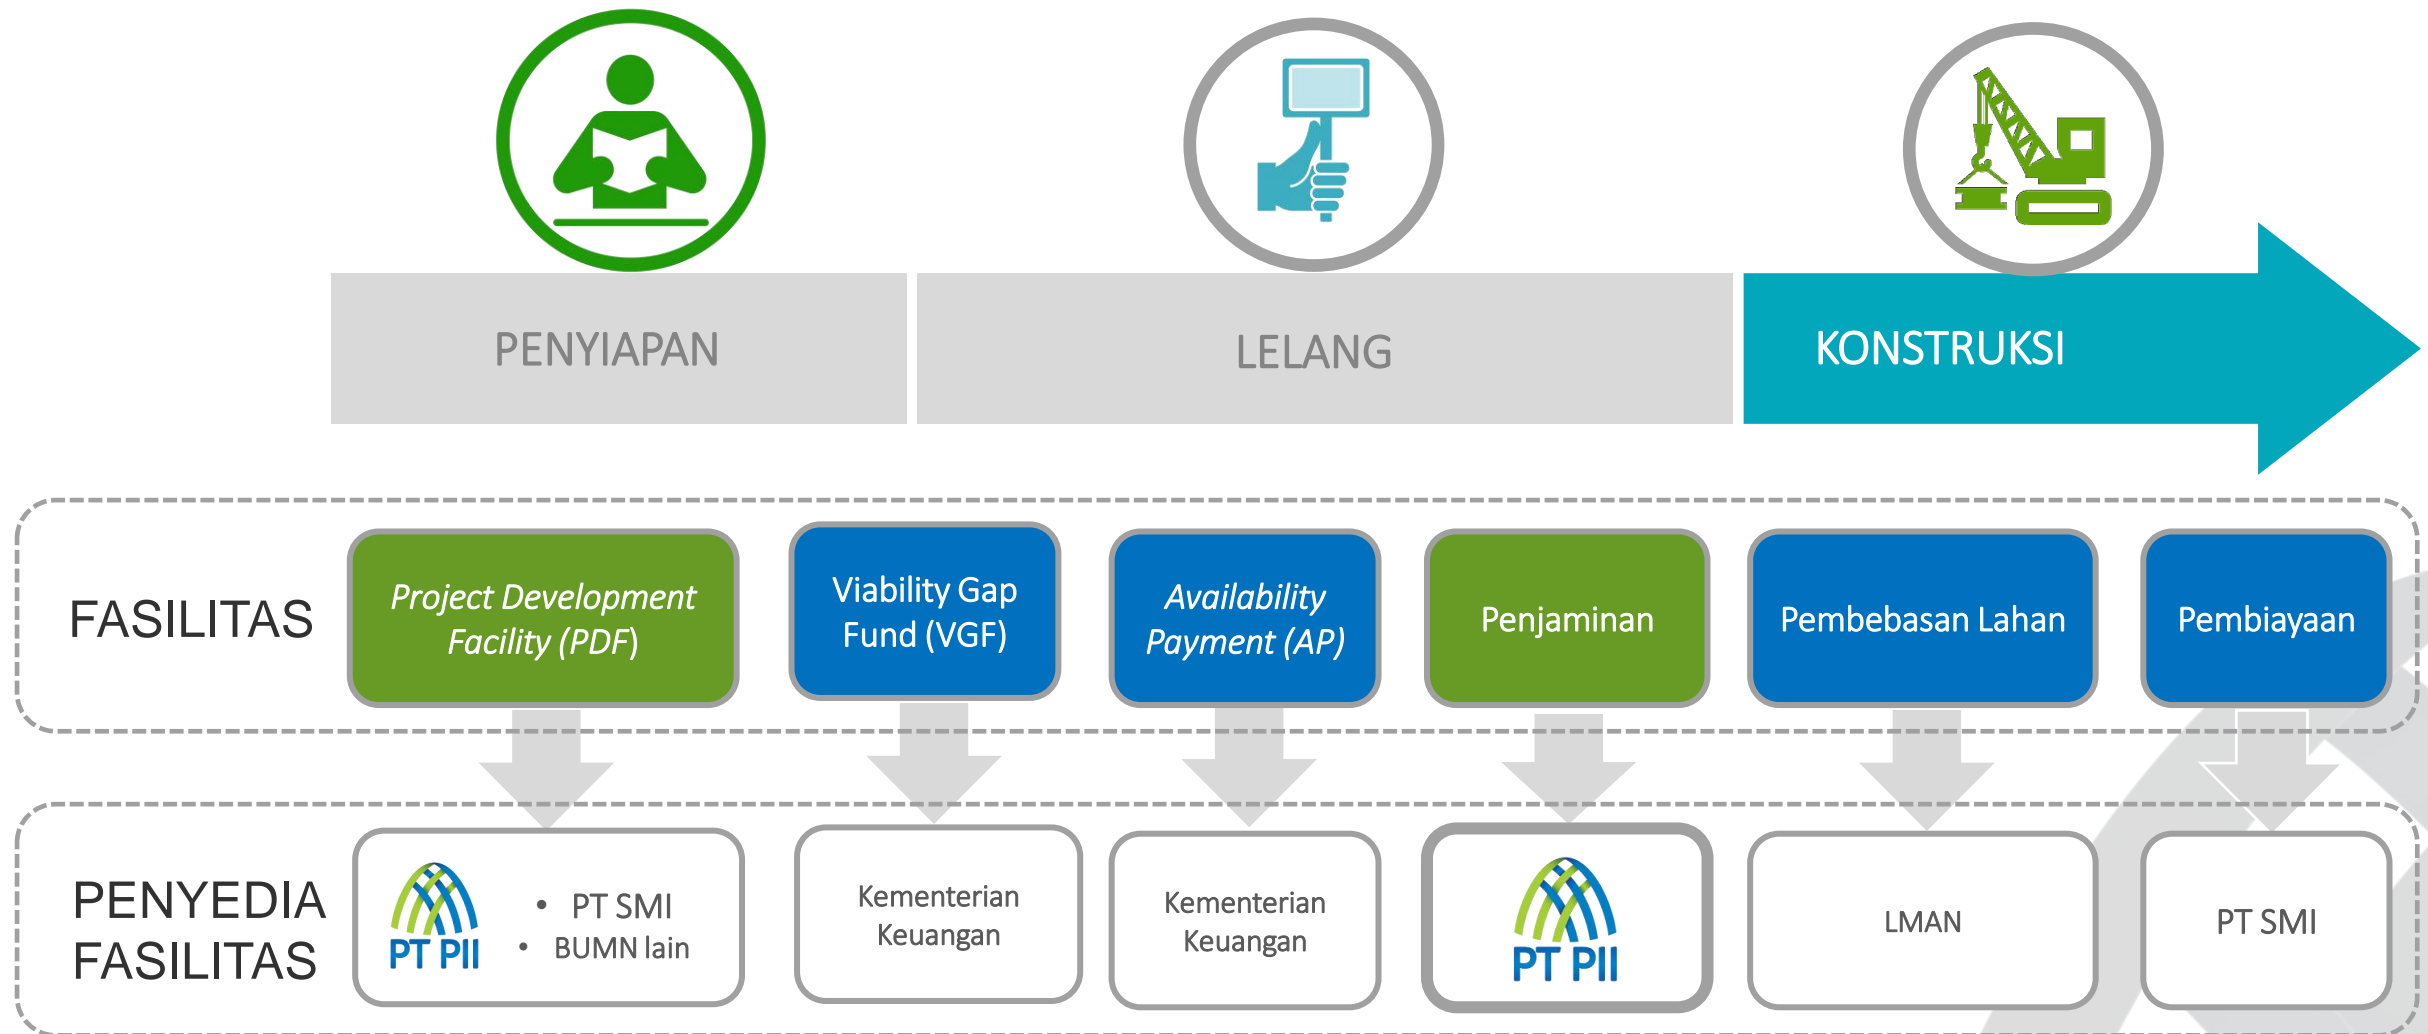 PENYIAPAN
LELANG
KONSTRUKSI
FASILITAS
Project Development
Facility (PDF)
Viability Gap
Fund (VGF)
Availability
Payment (AP)
Penjaminan
Pembebasan Lahan
Pembiayaan
PENYEDIA
FASILITAS
PT PII
• PT SMI
• BUMN lain
Kementerian
Keuangan
Kementerian
Keuangan
PT PII
LMAN
PT SMI